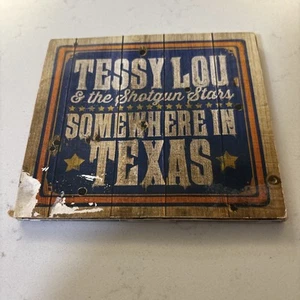 TESSY LOU
& the Shotgun Stars
SOMEWHERE IN
TEXAS